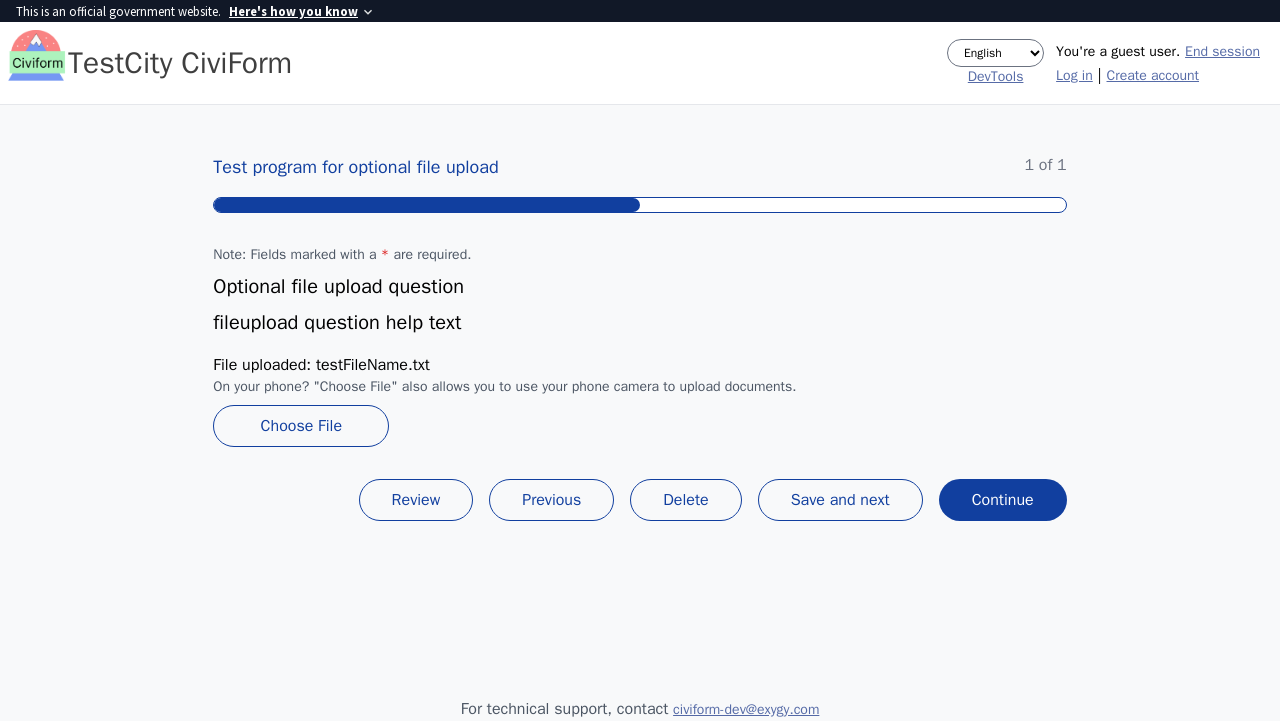 This is an official government website. Here's how you know
Civiform
TestCity CiviForm
English
DevTools
You're a guest user. End session
Log in | Create account
Test program for optional file upload
1 of 1
Note: Fields marked with a * are required.
Optional file upload question
fileupload question help text
File uploaded: testFileName.txt
On your phone? "Choose File" also allows you to use your phone camera to upload documents.
Choose File
Review
Previous
Delete
Save and next
Continue
For technical support, contact civiform-dev@exygy.com